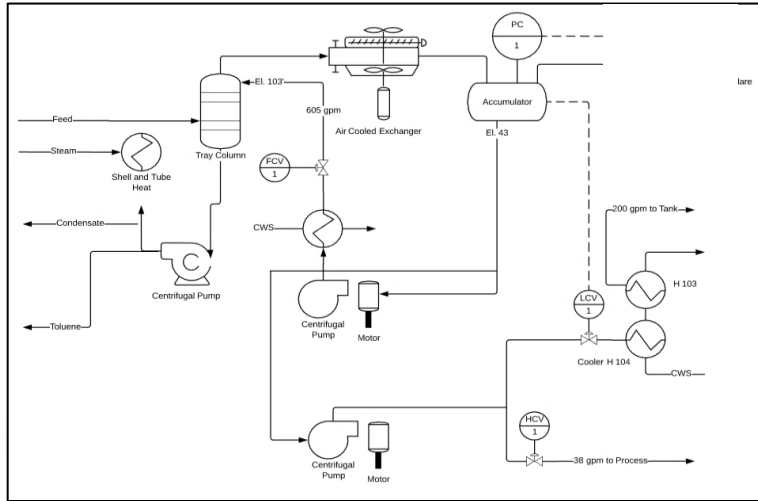 PC
1
El. 103'
605 gpm
Accumulator
lare
Air Cooled Exchanger
El. 43
Feed
Tray Column
Steam
Shell and Tube
Heat
FCV
1
200 gpm to Tank
Condensate
CWS
H 103
Centrifugal Pump
LCV
1
Toluene
Centrifugal
Pump
Motor
Cooler H 104
CWS
HCV
1
Centrifugal
Pump
Motor
38 gpm to Process